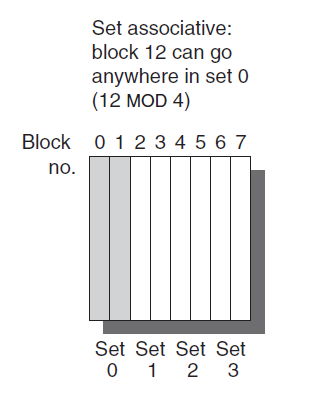 Set associative:
block 12 can go
anywhere in set 0
(12 MOD 4)
Block 0 1 2 3 4 5 6 7
no.
Set Set Set Set
0 1 2 3